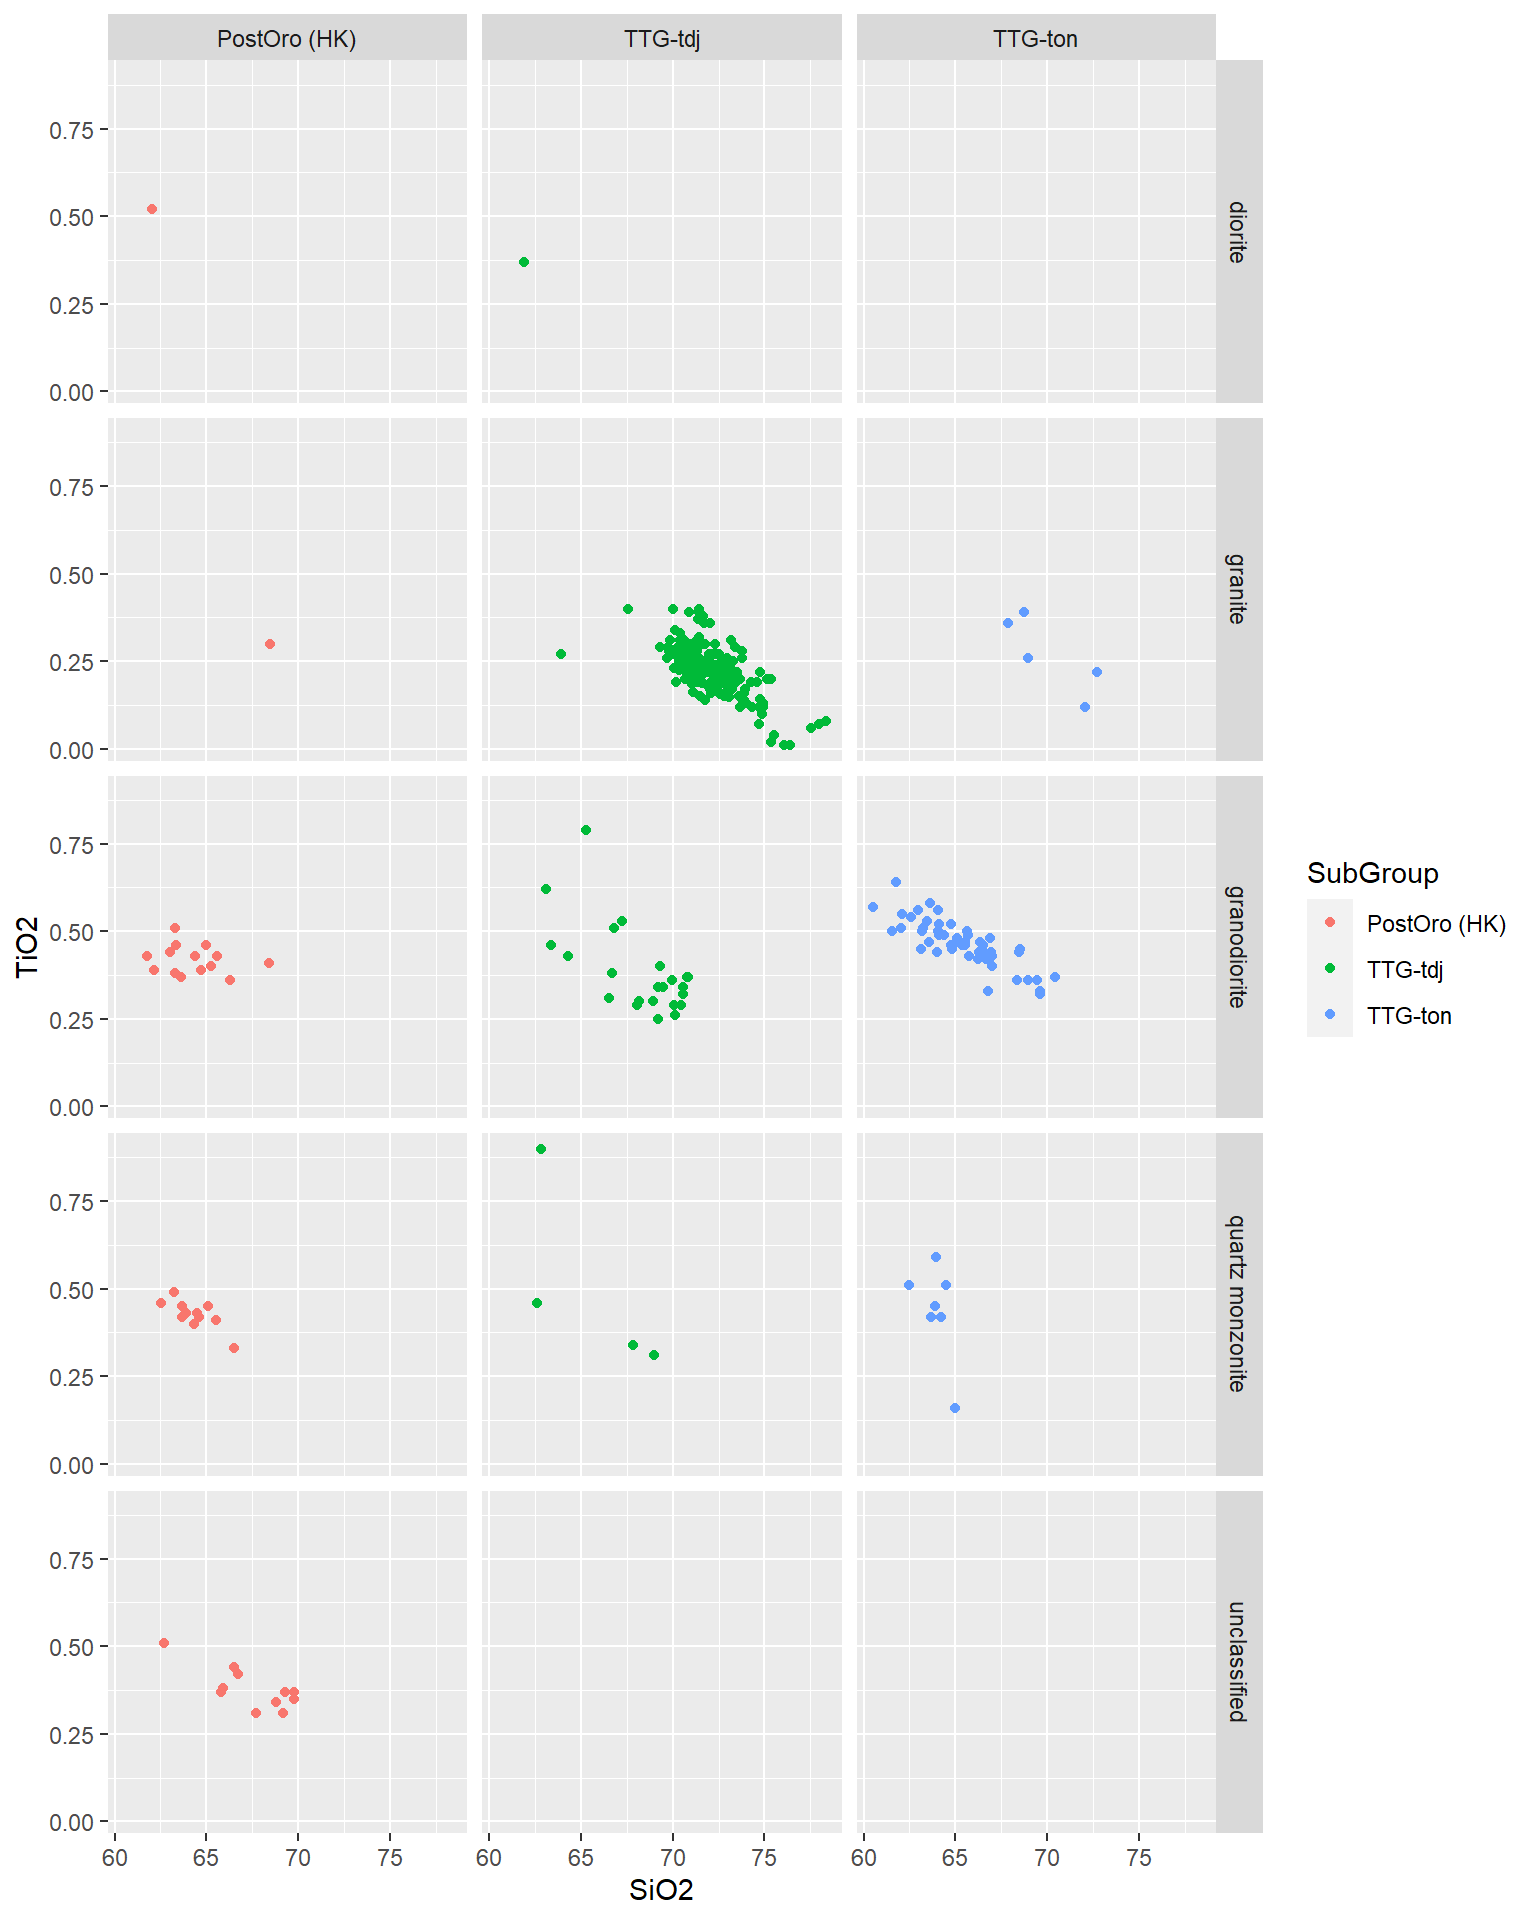 PostOro (HK) TTG-tdj TTG-ton
0.75
0.50
0.25
0.00
diorite
0.75
0.50
0.25
0.00
granite
0.75
0.50
0.25
0.00
granodiorite
0.75
0.50
0.25
0.00
quartz monzonite
0.75
0.50
0.25
0.00
unclassified
60 65 70 75 60 65 70 75 60 65 70 75
SiO2
TiO2
SubGroup
PostOro (HK)
TTG-tdj
TTG-ton